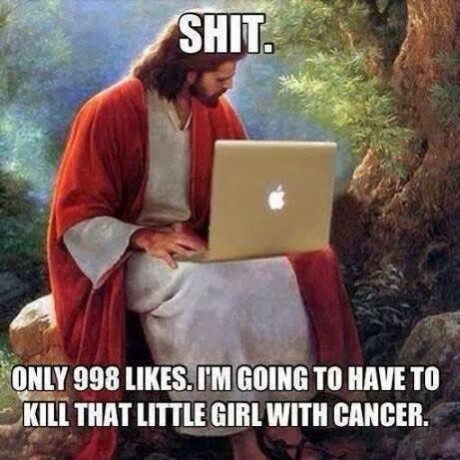 SHIT.
ONLY 998 LIKES. I'M GOING TO HAVE TO
KILL THAT LITTLE GIRL WITH CANCER.